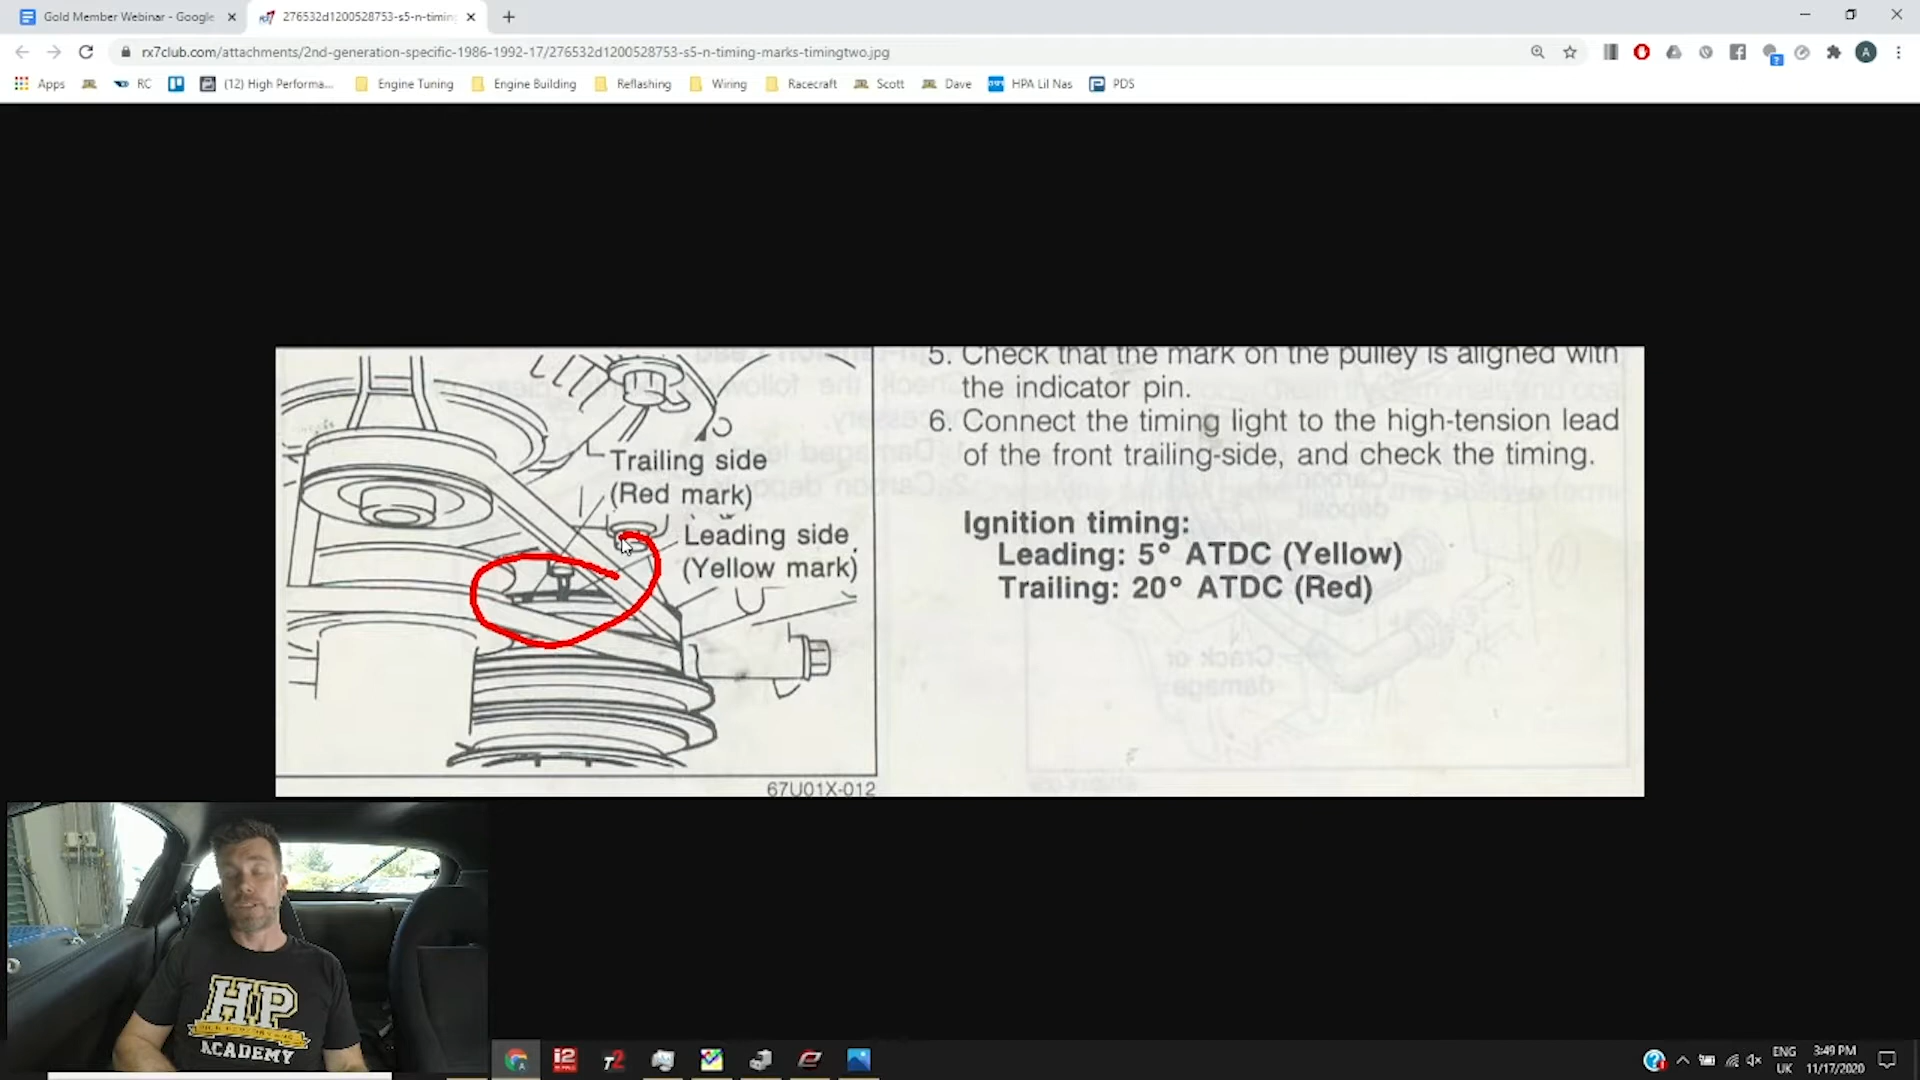 Gold Member Webinar - Google
276532d1200528753-s5-n-timing
rx7club.com/attachments/2nd-generation-specific-1986-1992-17/276532d1200528753-s5-n-timing-marks-timingtwo.jpg
Apps
RC
(12) High Performa...
Engine Tuning
Engine Building
Reflashing
Wiring
Racecraft
Scott
Dave
HPA Lil Nas
PDS
Trailing side
(Red mark)
Leading side
(Yellow mark)
67U01X-012
5. Check that the mark on the pulley is aligned with
the indicator pin.
6. Connect the timing light to the high-tension lead
of the front trailing-side, and check the timing.
Ignition timing:
Leading: 5° ATDC (Yellow)
Trailing: 20° ATDC (Red)
HP
ACADEMY
ENG
UK
3:49 PM
11/17/2020